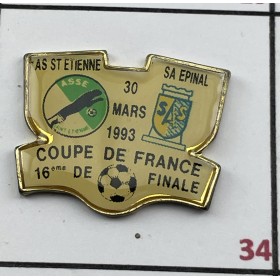 AS ST ETIENNE
SA EPINAL
ASSE
30
MARS
1993
COUPE DE FRANCE
16ème DE FINALE
34